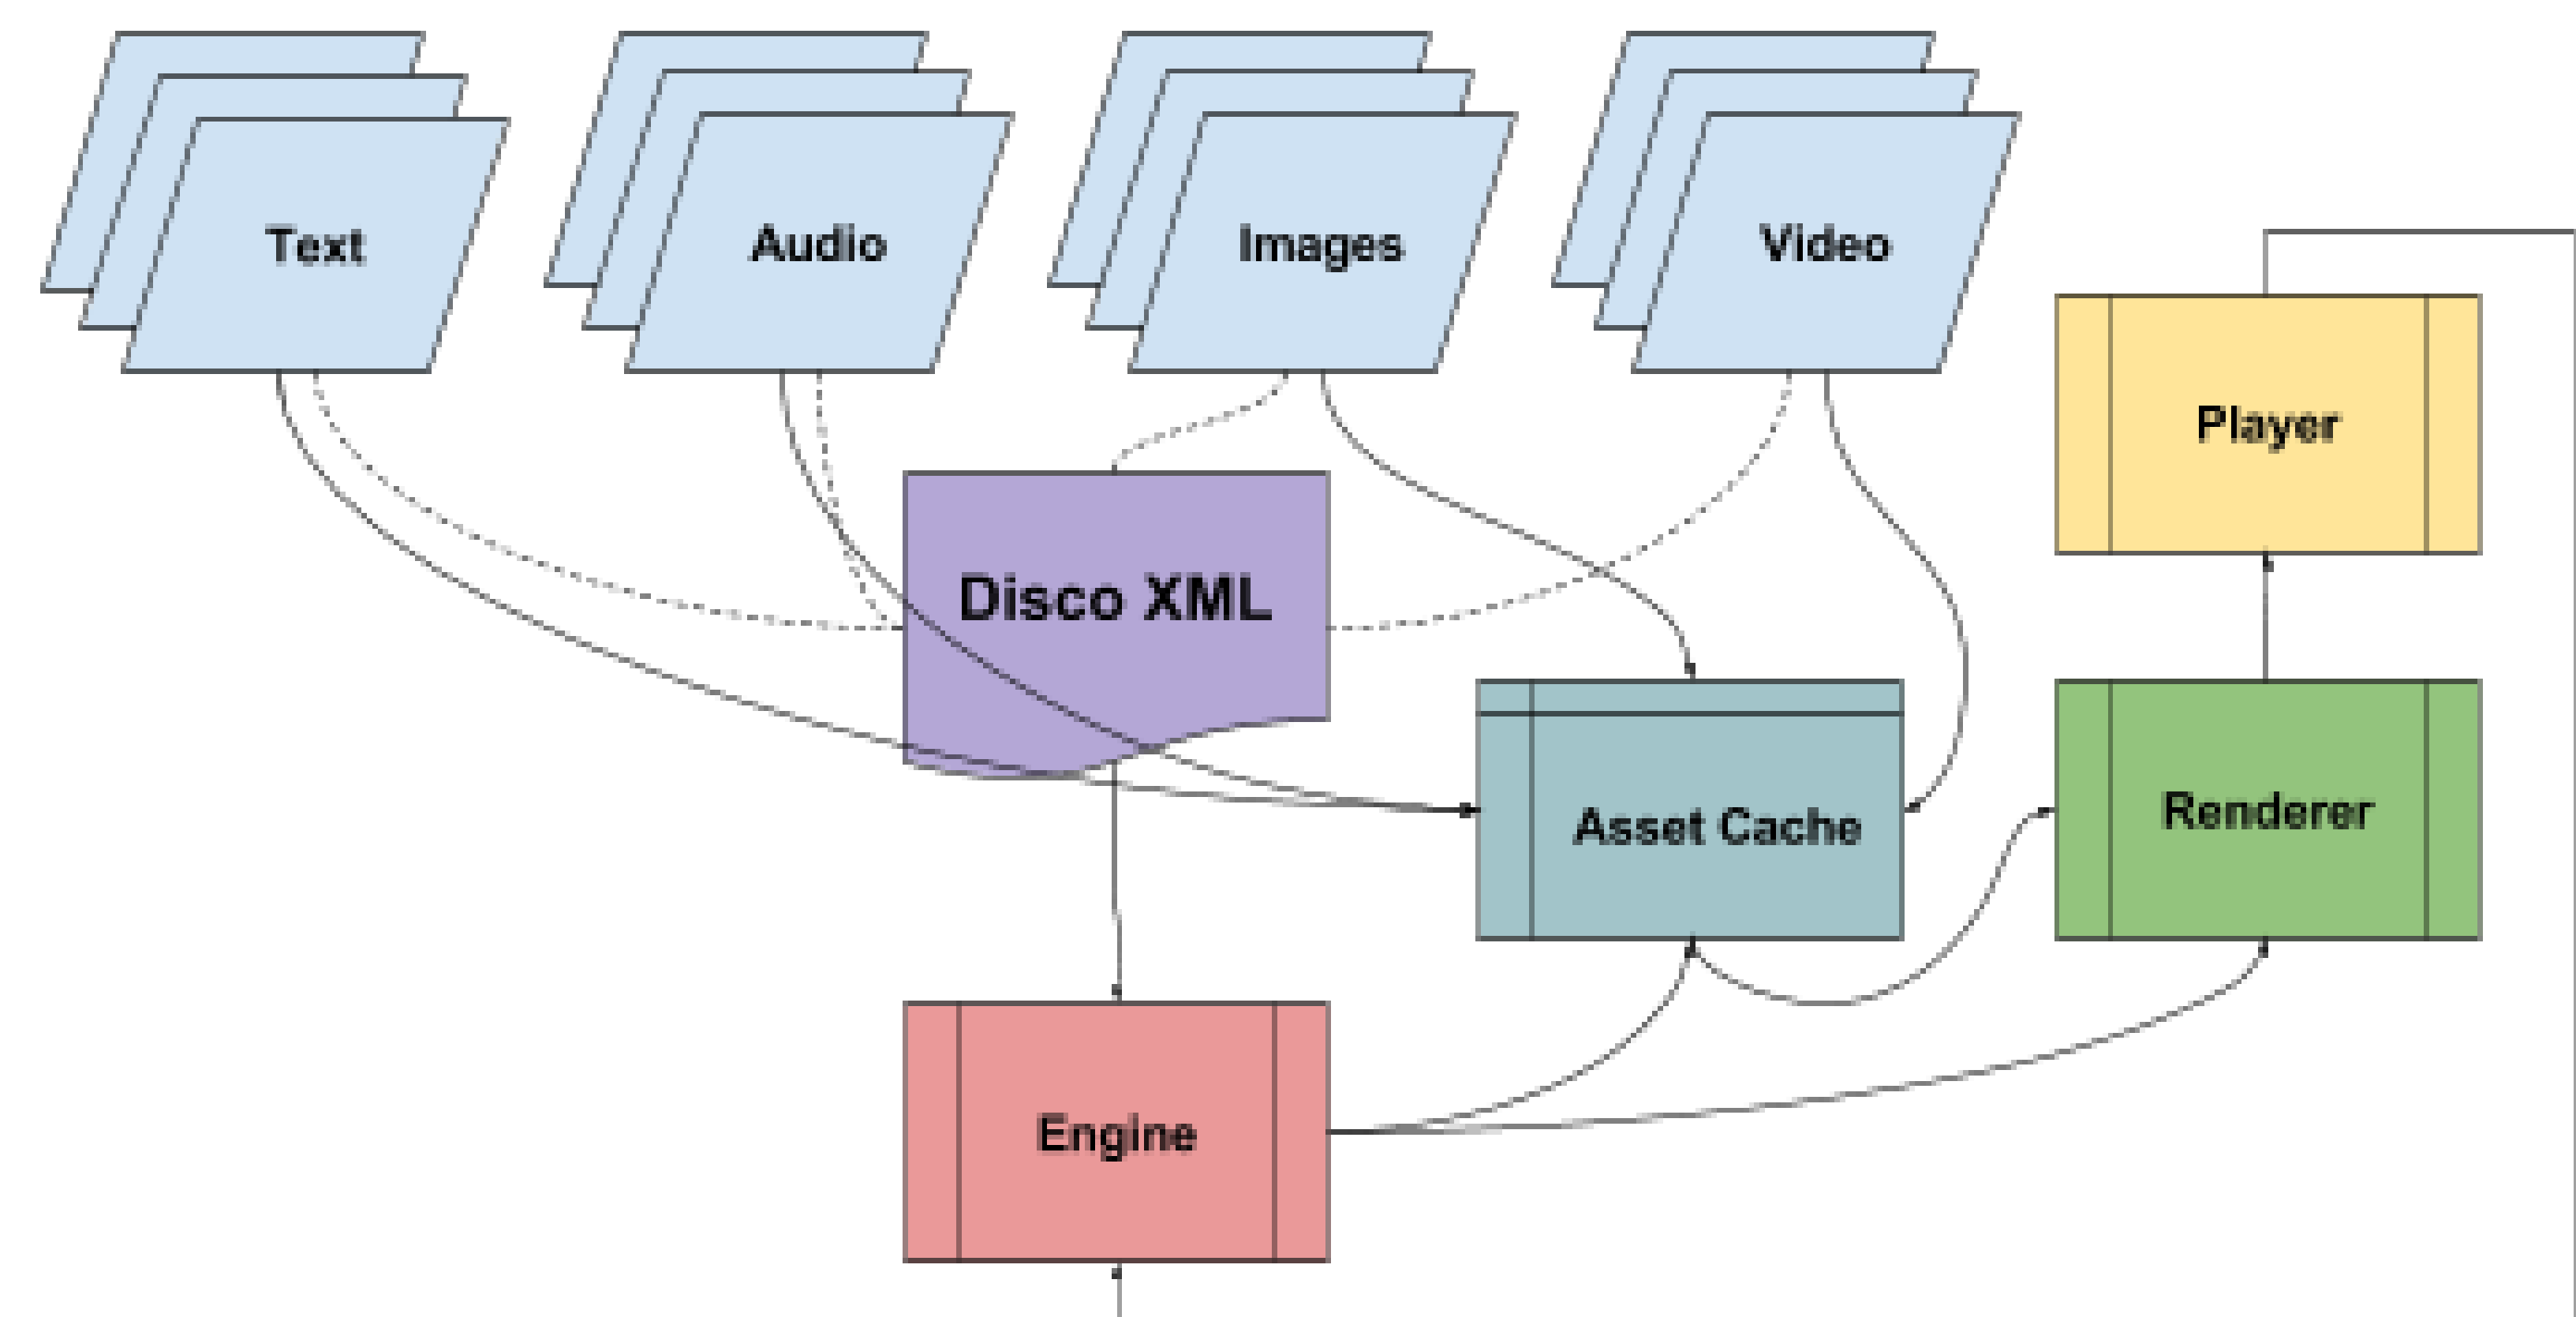 Text
Audio
Images
Video
Player
Disco XML
Asset Cache
Renderer
Engine